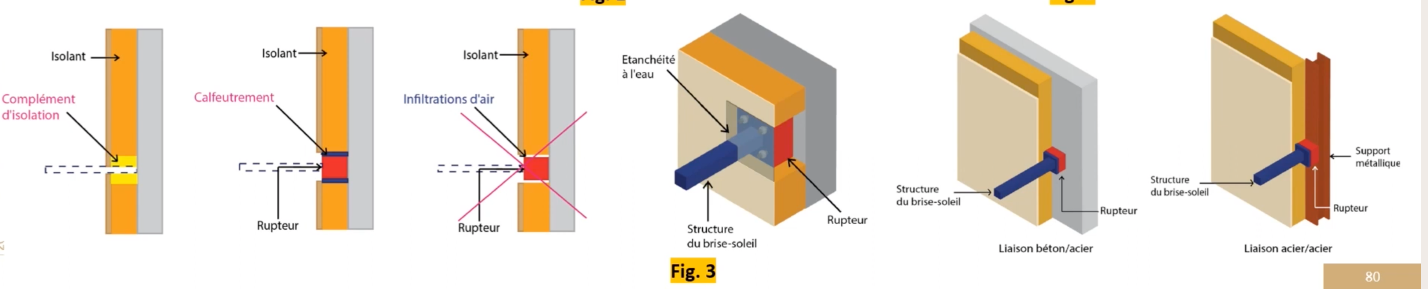 Isolant
Complément
d'isolation
Isolant
Calfeutrement
Rupteur
Isolant
Infiltrations d'air
Rupteur
Etanchéité
à l'eau
Structure
du brise-soleil
Rupteur
Fig. 3
Structure
du brise-soleil
Rupteur
Liaison béton/acier
Structure
du brise-soleil
Support
métallique
Rupteur
Liaison acier/acier
80